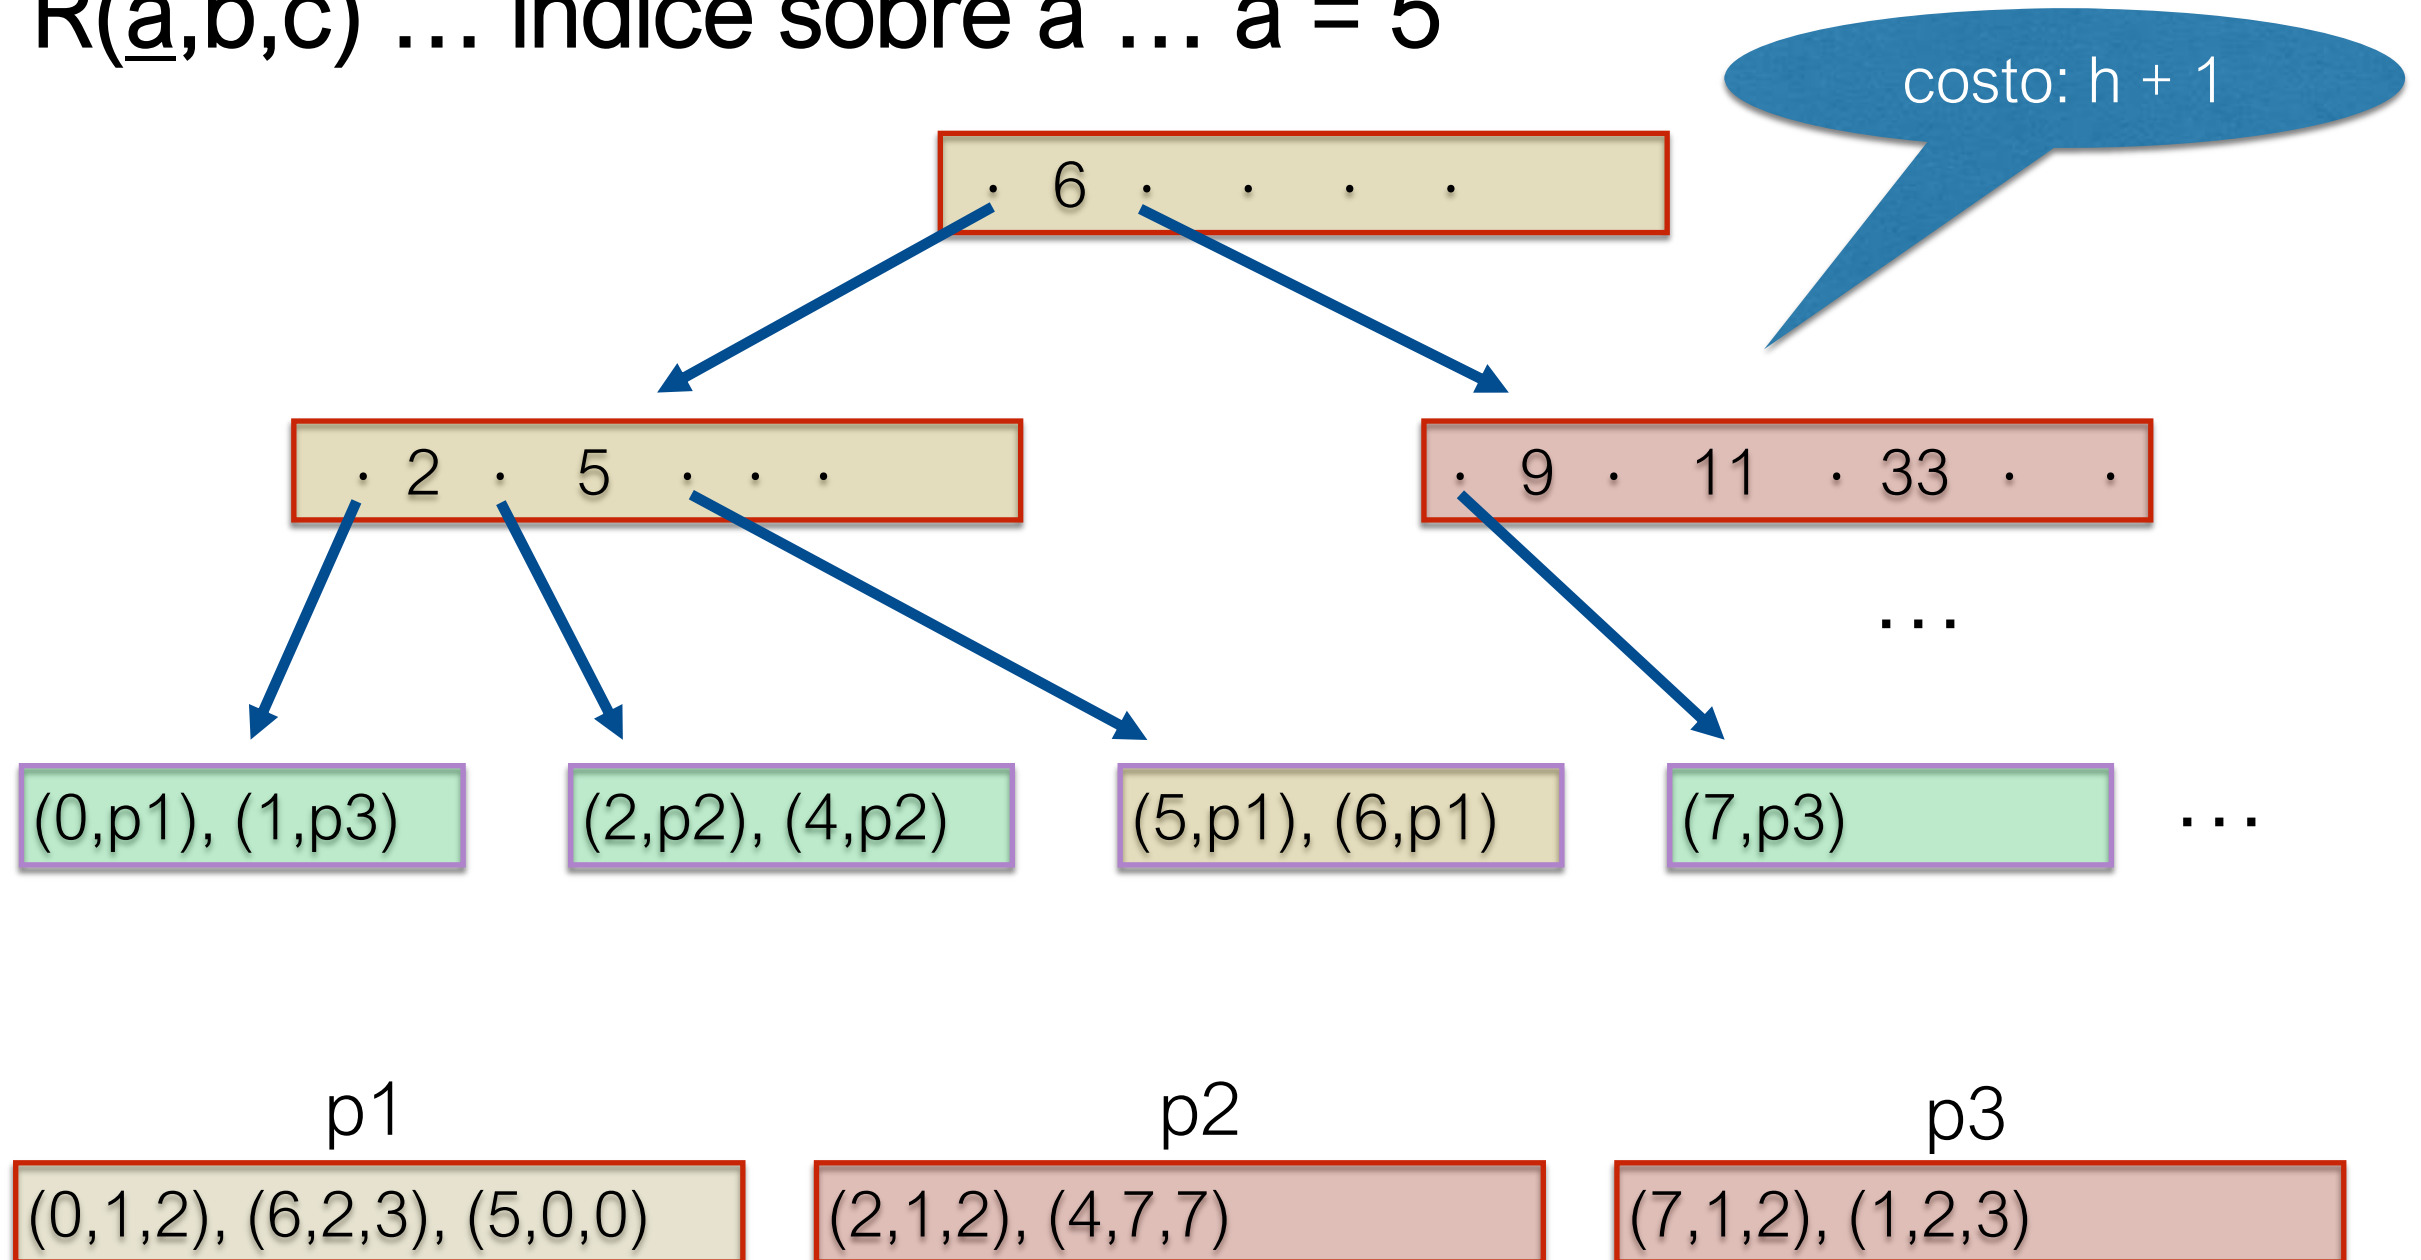 R(a,b,c) … índice sobre a … a = 5
costo: h + 1
· 6 · · · ·
· 2 · 5 · · ·
· 9 · 11 · 33 · ·
…
(0,p1), (1,p3)
(2,p2), (4,p2)
(5,p1), (6,p1)
(7,p3)
…
p1
p2
p3
(0,1,2), (6,2,3), (5,0,0)
(2,1,2), (4,7,7)
(7,1,2), (1,2,3)